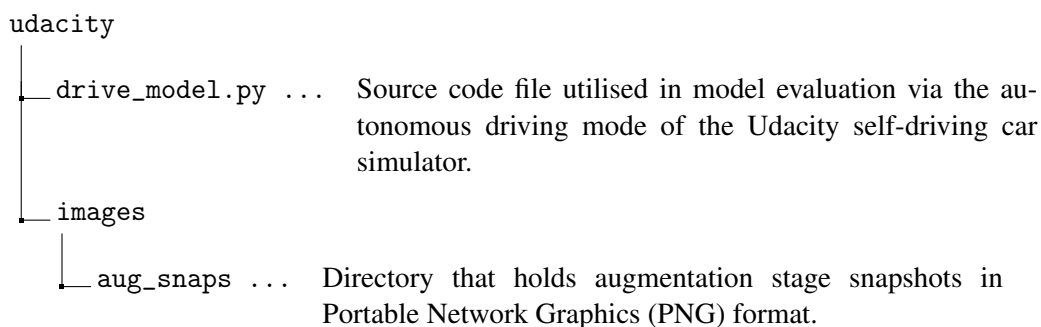 udacity
drive_model.py ... Source code file utilised in model evaluation via the au-
tonomous driving mode of the Udacity self-driving car
simulator.
images
aug_snaps ... Directory that holds augmentation stage snapshots in
Portable Network Graphics (PNG) format.